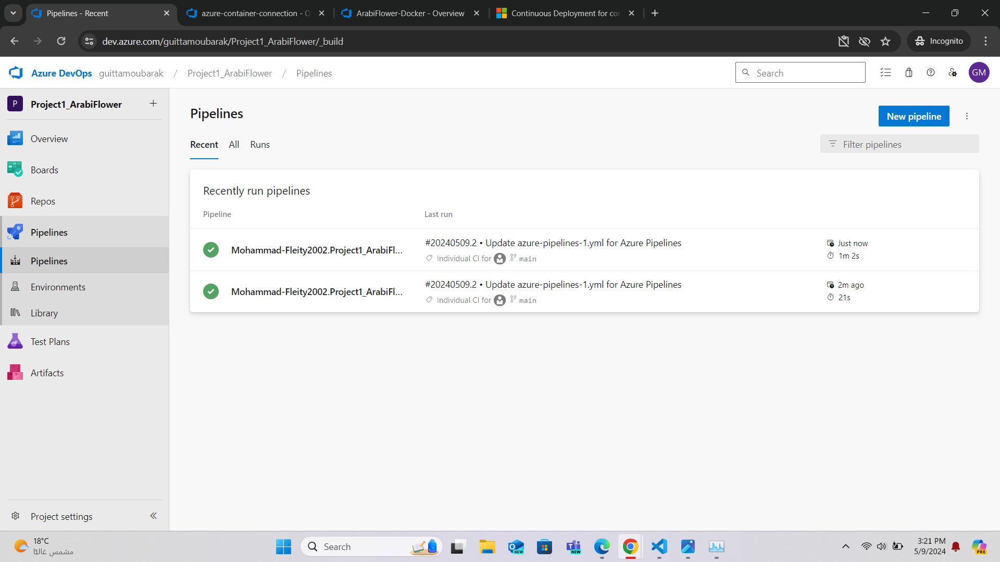 Pipelines - Recent
azure-container-connection - O
ArabiFlower-Docker - Overview
Continuous Deployment for con
dev.azure.com/guittamoubarak/Project1_ArabiFlower/_build
Incognito
Azure DevOps guittamoubarak / Project1_ArabiFlower / Pipelines
Search
GM
P Project1_ArabiFlower
Overview
Boards
Repos
Pipelines
Pipelines
Environments
Library
Test Plans
Artifacts
Project settings
Pipelines
New pipeline
Recent All Runs
Filter pipelines
Recently run pipelines
Pipeline Last run
Mohammad-Fleity2002.Project1_ArabiFl...
#20240509.2 • Update azure-pipelines-1.yml for Azure Pipelines
Individual CI for main
Just now
1m 2s
Mohammad-Fleity2002.Project1_ArabiFl...
#20240509.2 • Update azure-pipelines-1.yml for Azure Pipelines
Individual CI for main
2m ago
21s
18°C
مشمس غالبًا
Search
NEW
NEW
3:21 PM
5/9/2024
PRE